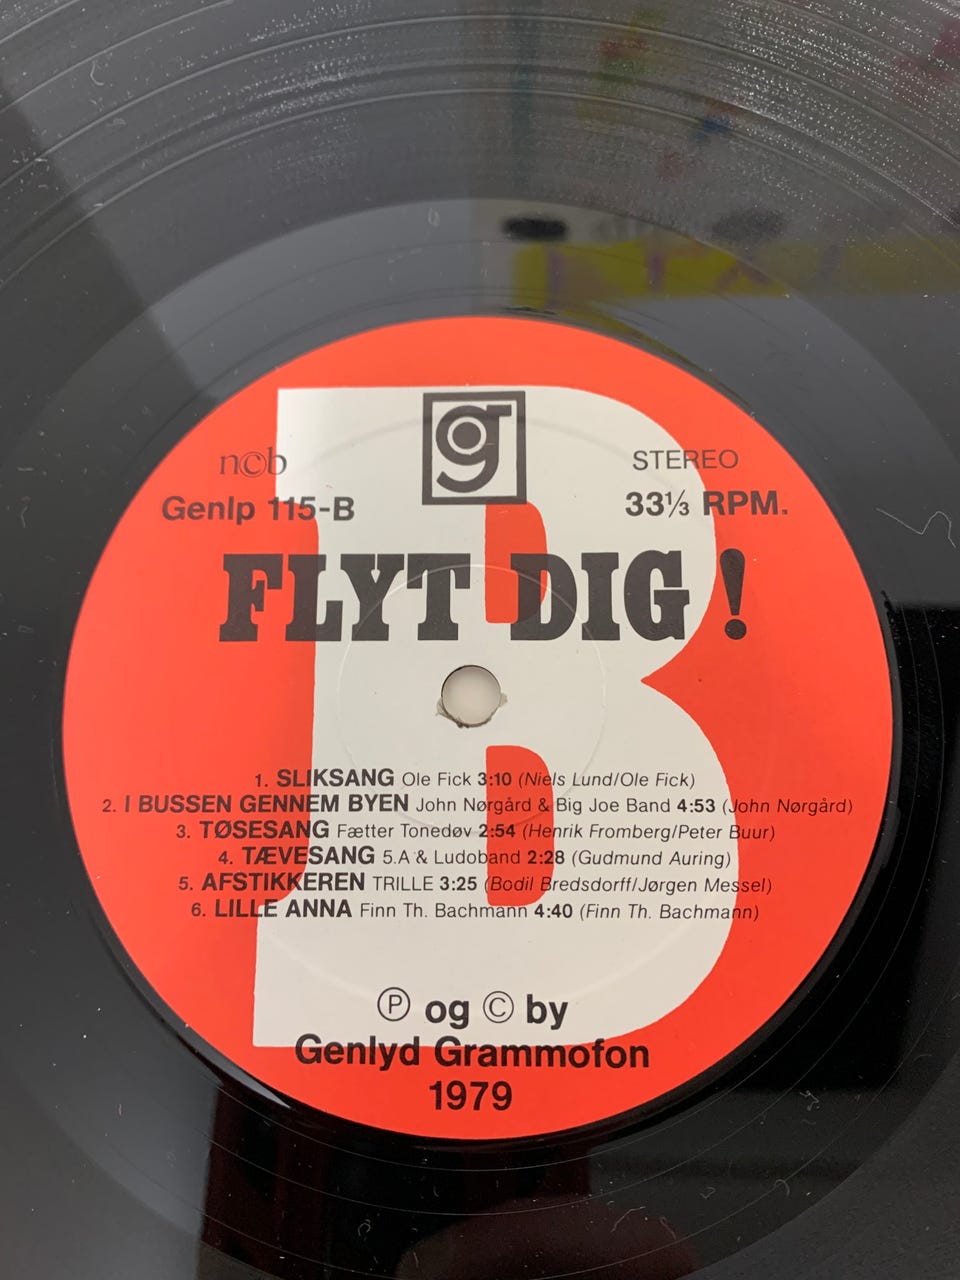 g
ncb
STEREO
Genlp 115-B
33⅓ RPM.
B
FLYT DIG!
1. SLIKSANG Ole Fick 3:10 (Niels Lund/Ole Fick)
2. I BUSSEN GENNEM BYEN John Nørgård & Big Joe Band 4:53 (John Nørgård)
3. TØSESANG Fætter Tonedøv 2:54 (Henrik Fromberg/Peter Buur)
4. TÆVESANG 5.A & Ludoband 2:28 (Gudmund Auring)
5. AFSTIKKEREN TRILLE 3:25 (Bodil Bredsdorff/Jørgen Messel)
6. LILLE ANNA Finn Th. Bachmann 4:40 (Finn Th. Bachmann)
Ⓟ og © by
Genlyd Grammofon
1979